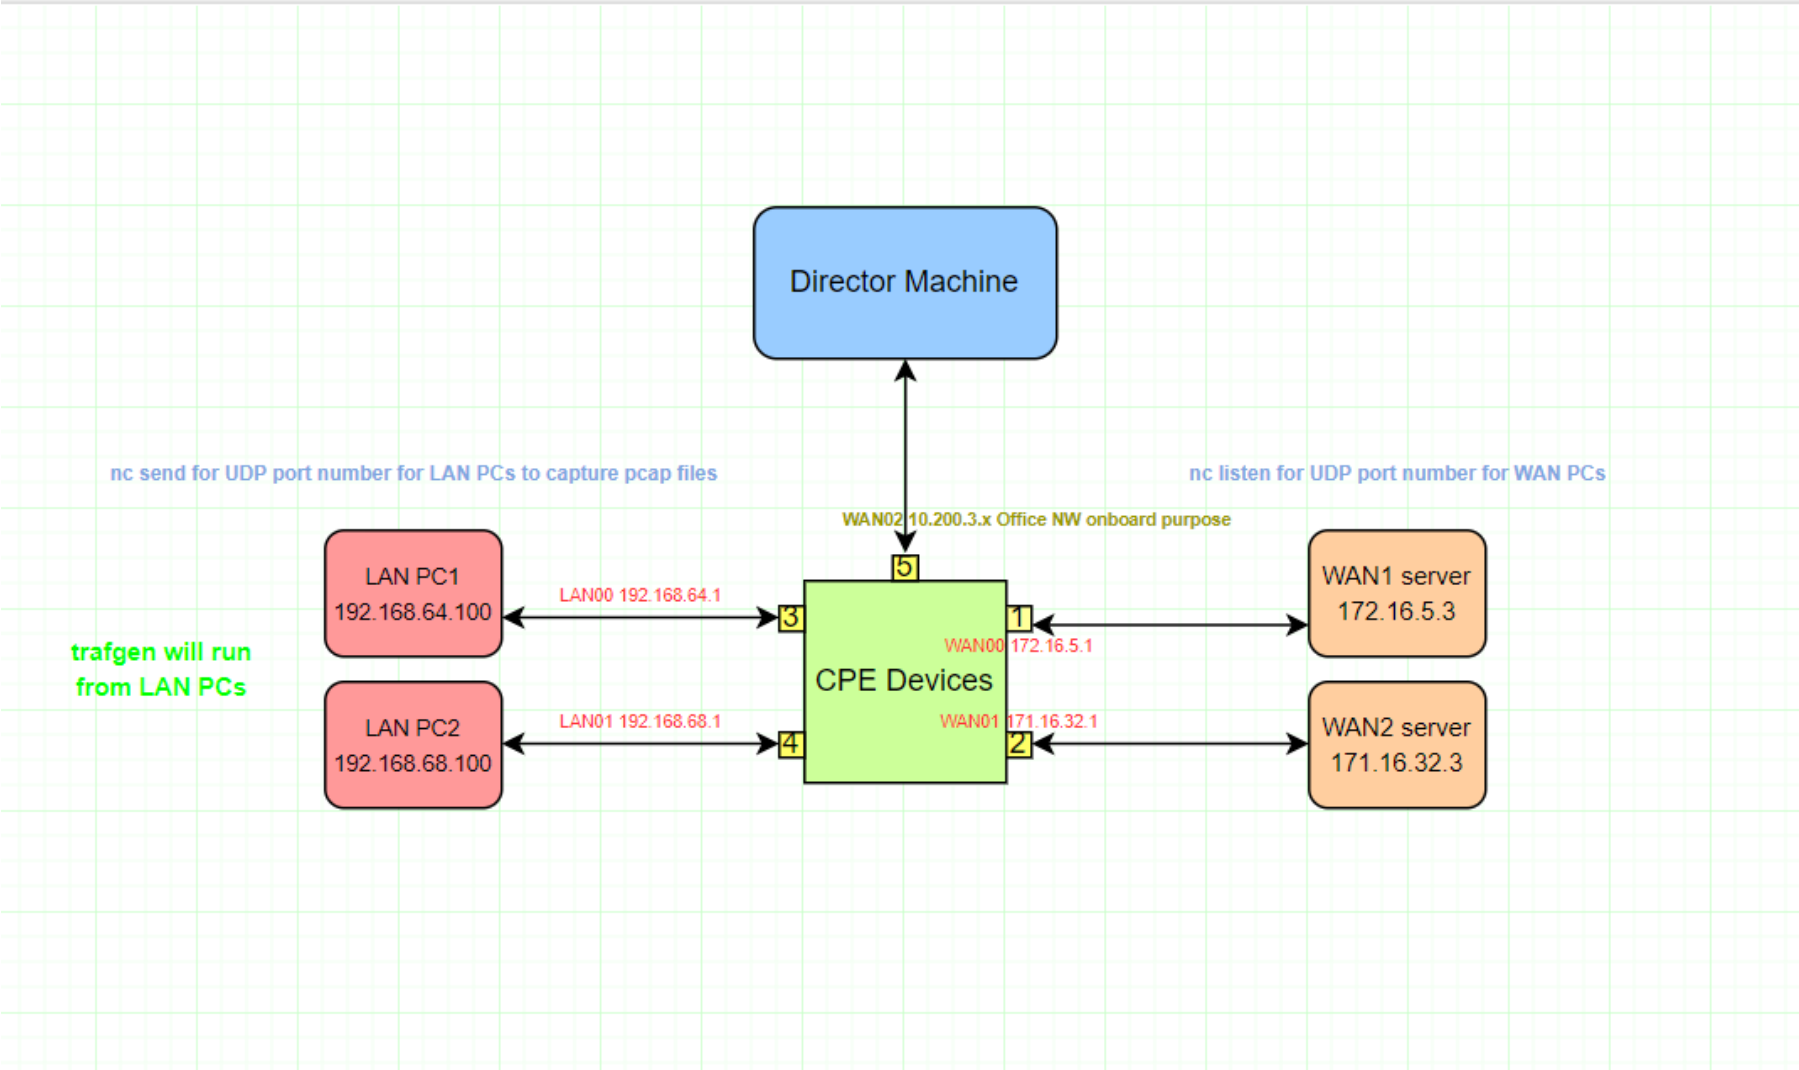 Director Machine
nc send for UDP port number for LAN PCs to capture pcap files
nc listen for UDP port number for WAN PCs
WAN02 10.200.3.x Office NW onboard purpose
5
LAN PC1
192.168.64.100
LAN00 192.168.64.1
3
1
WAN00 172.16.5.1
WAN1 server
172.16.5.3
trafgen will run
from LAN PCs
CPE Devices
LAN PC2
192.168.68.100
LAN01 192.168.68.1
4
WAN01 171.16.32.1
2
WAN2 server
171.16.32.3